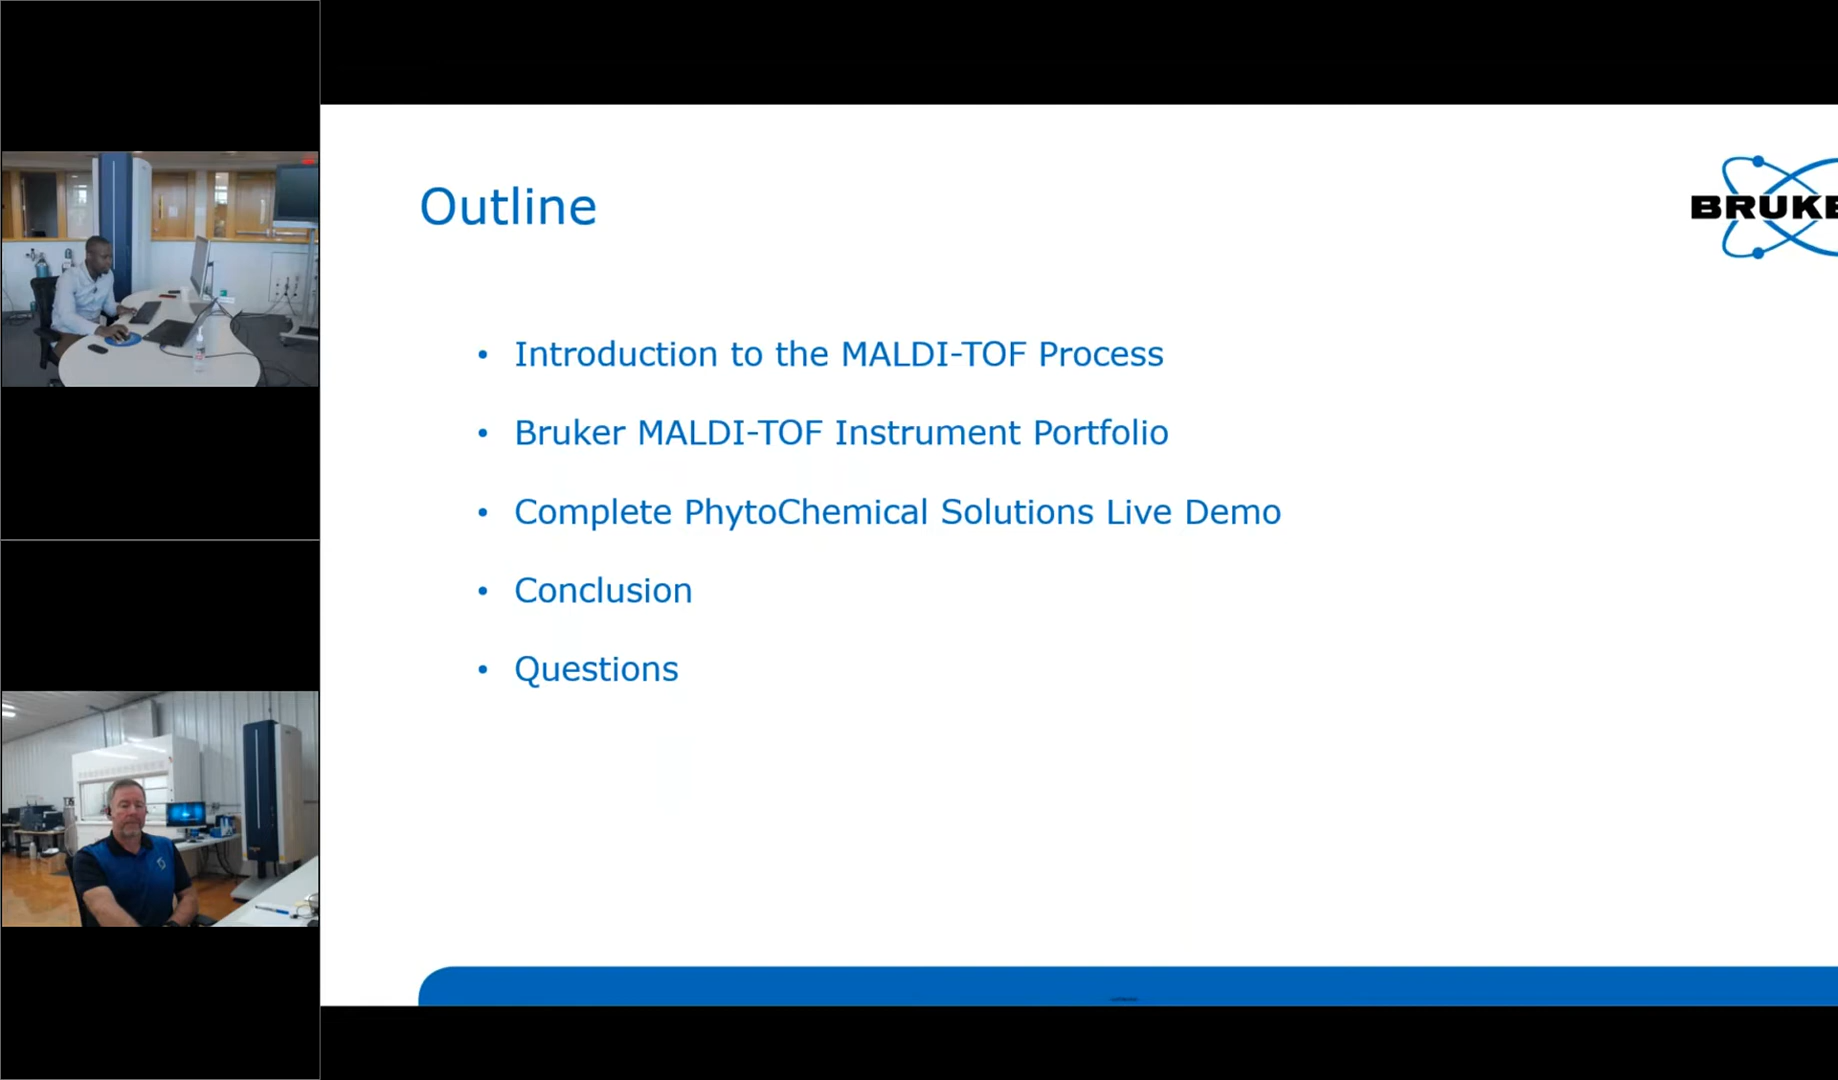 Outline
BRUKE
• Introduction to the MALDI-TOF Process
• Bruker MALDI-TOF Instrument Portfolio
• Complete PhytoChemical Solutions Live Demo
• Conclusion
• Questions